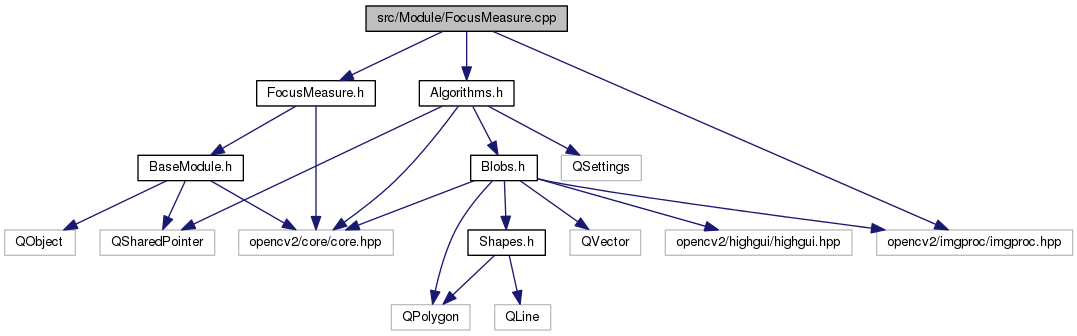 src/Module/FocusMeasure.cpp
FocusMeasure.h
Algorithms.h
BaseModule.h
Blobs.h
QSettings
QObject
QSharedPointer
opencv2/core/core.hpp
Shapes.h
QVector
opencv2/highgui/highgui.hpp
opencv2/imgproc/imgproc.hpp
QPolygon
QLine